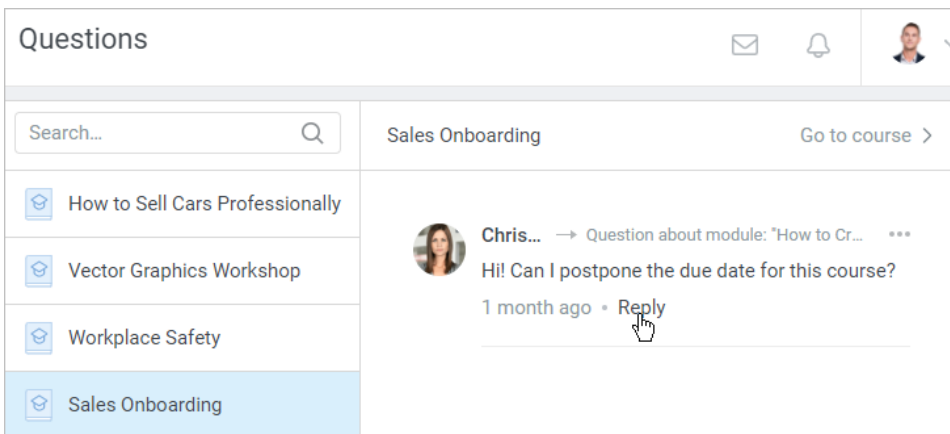 Questions
Search...
Sales Onboarding
Go to course
How to Sell Cars Professionally
Vector Graphics Workshop
Workplace Safety
Sales Onboarding
Chris... → Question about module: "How to Cr... •••
Hi! Can I postpone the due date for this course?
1 month ago • Reply